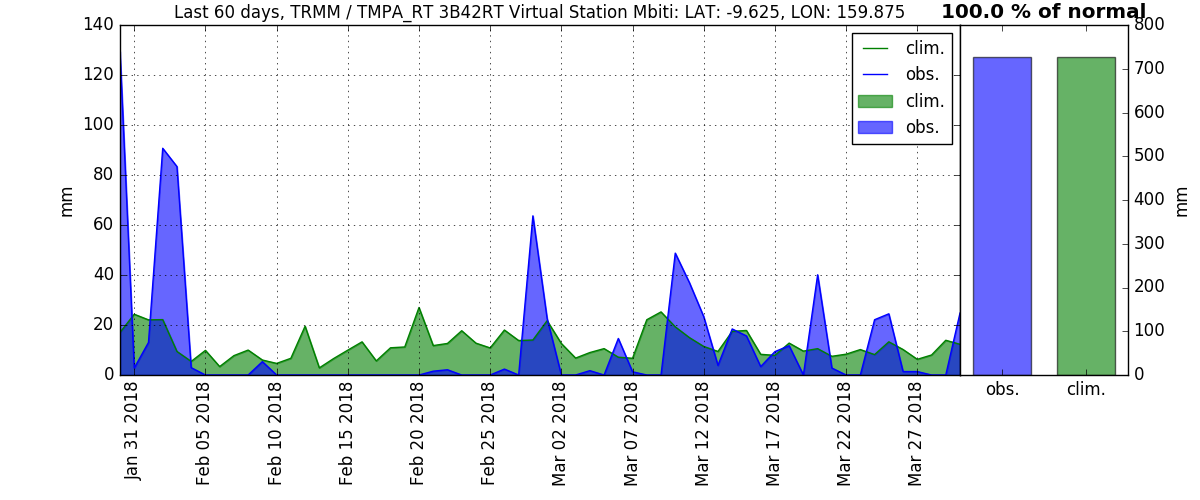 Last 60 days, TRMM / TMPA_RT 3B42RT Virtual Station Mbiti: LAT: -9.625, LON: 159.875
100.0 % of normal
140
120
100
80
60
40
20
0
mm
clim.
obs.
clim.
obs.
800
700
600
500
400
300
200
100
0
mm
Jan 31 2018
Feb 05 2018
Feb 10 2018
Feb 15 2018
Feb 20 2018
Feb 25 2018
Mar 02 2018
Mar 07 2018
Mar 12 2018
Mar 17 2018
Mar 22 2018
Mar 27 2018
obs.
clim.